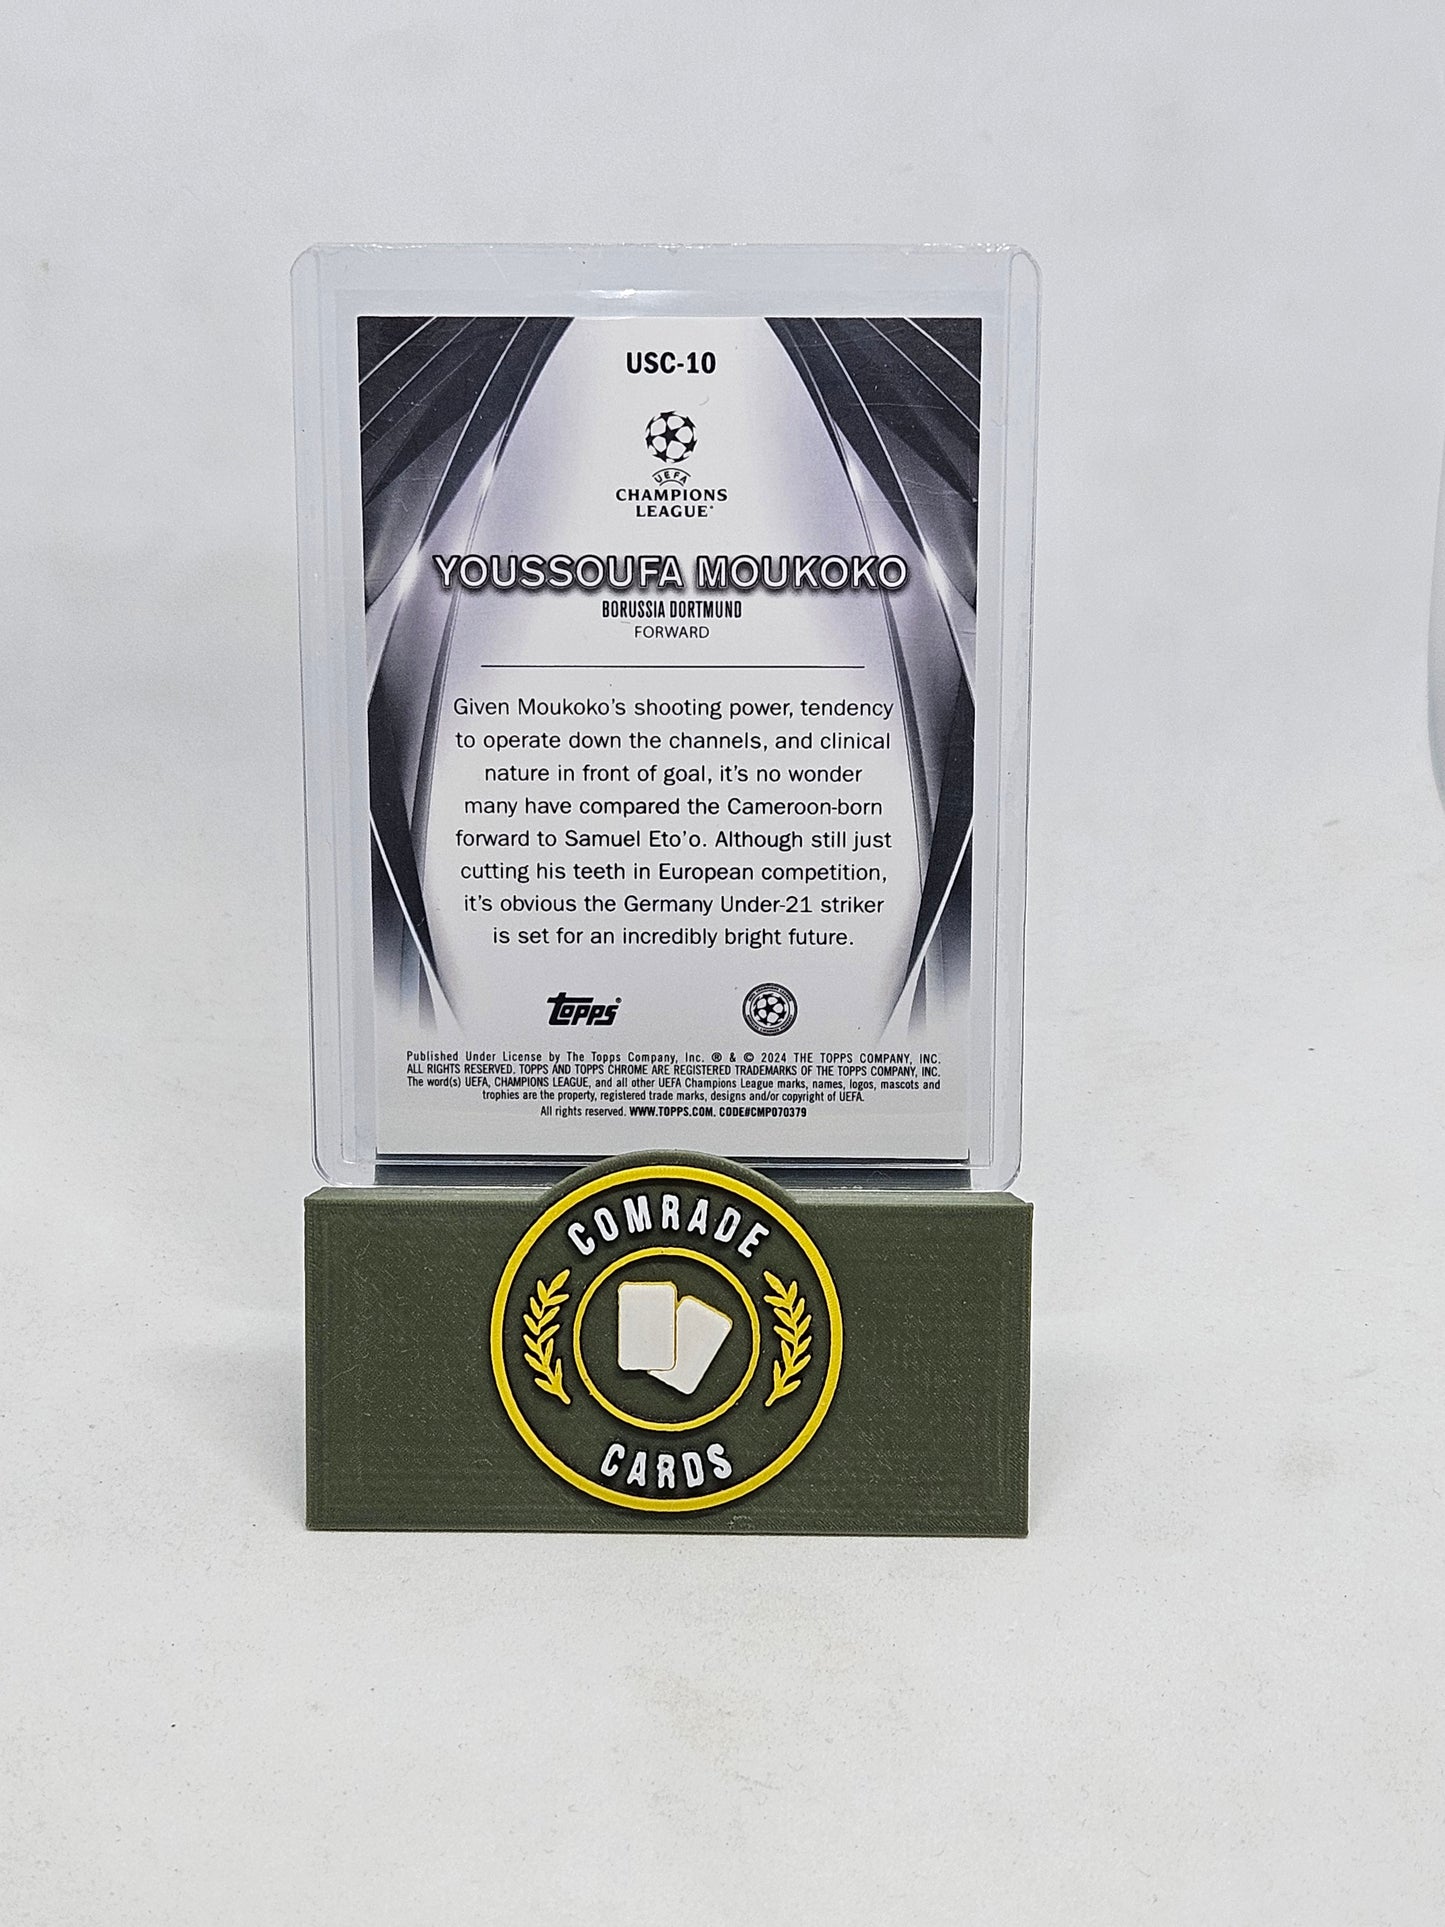 USC-10
UEFA
CHAMPIONS
LEAGUE®
YOUSSOUFA MOUKOKO
BORUSSIA DORTMUND
FORWARD
Given Moukoko's shooting power, tendency
to operate down the channels, and clinical
nature in front of goal, it's no wonder
many have compared the Cameroon-born
forward to Samuel Eto'o. Although still just
cutting his teeth in European competition,
it's obvious the Germany Under-21 striker
is set for an incredibly bright future.
topps®
Published Under License by The Topps Company, Inc. ® & © 2024 THE TOPPS COMPANY, INC.
ALL RIGHTS RESERVED. TOPPS AND TOPPS CHROME ARE REGISTERED TRADEMARKS OF THE TOPPS COMPANY, INC.
The word(s) UEFA, CHAMPIONS LEAGUE, and all other UEFA Champions League marks, names, logos, mascots and
trophies are the property, registered trade marks, designs and/or copyright of UEFA.
All rights reserved. WWW.TOPPS.COM. CODE#CMP070379
COMRADE
CARDS